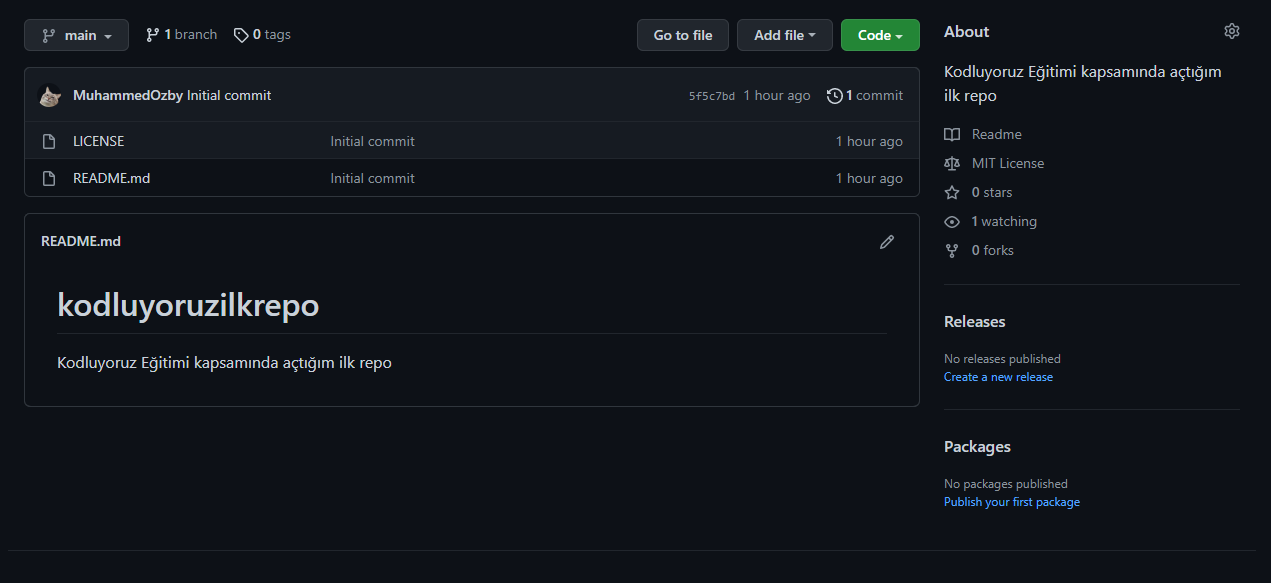 main 1 branch 0 tags Go to file Add file Code
MuhammedOzby Initial commit 5f5c7bd 1 hour ago 1 commit
LICENSE Initial commit 1 hour ago
README.md Initial commit 1 hour ago
README.md
kodluyoruzilkrepo
Kodluyoruz Eğitimi kapsamında açtığım ilk repo
About
Kodluyoruz Eğitimi kapsamında açtığım
ilk repo
Readme
MIT License
0 stars
1 watching
0 forks
Releases
No releases published
Create a new release
Packages
No packages published
Publish your first package